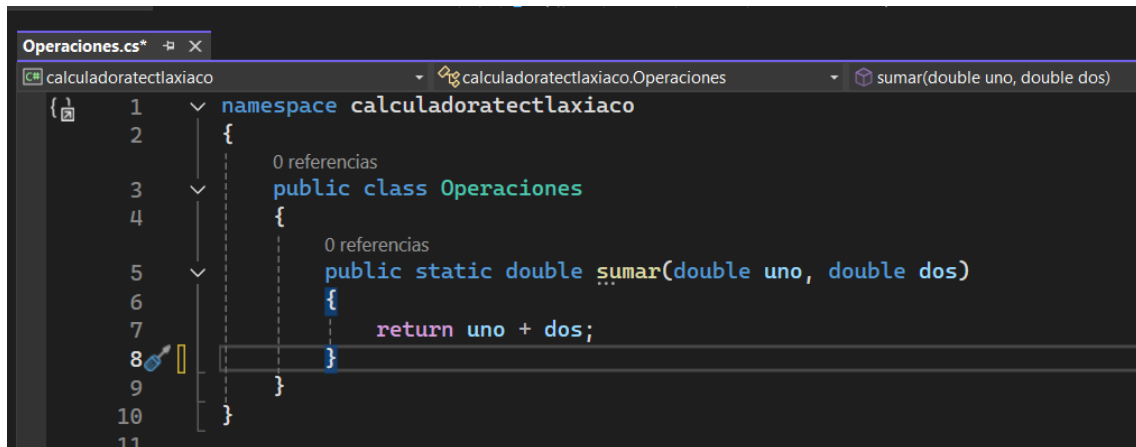 Operaciones.cs*
C# calculadoratectlaxiaco calculadoratectlaxiaco.Operaciones sumar(double uno, double dos)
1 namespace calculadoratectlaxiaco
2 {
0 referencias
3 public class Operaciones
4 {
0 referencias
5 public static double sumar(double uno, double dos)
6 {
7 return uno + dos;
8 }
9 }
10 }
11